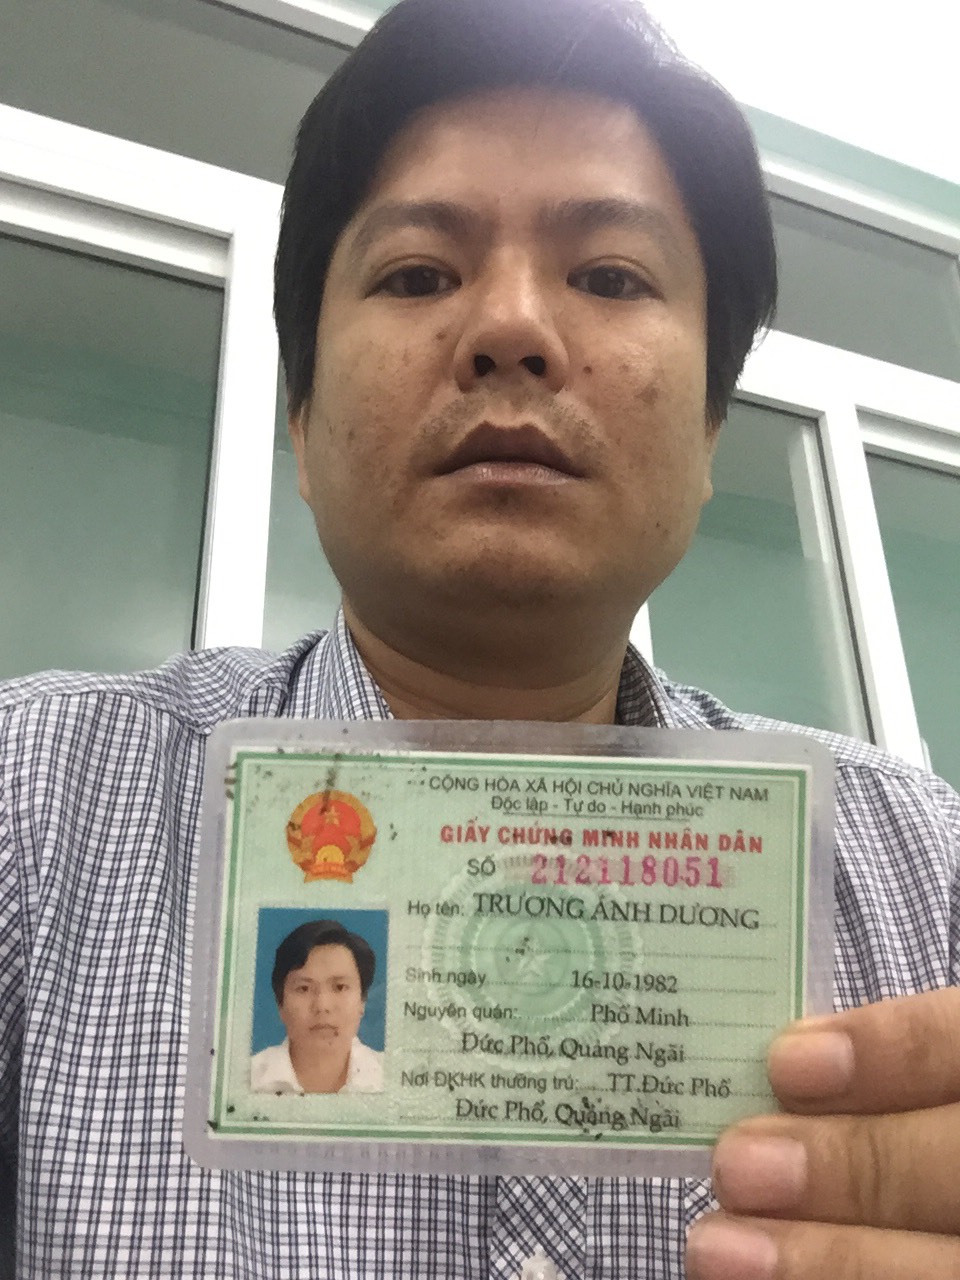 CỘNG HÒA XÃ HỘI CHỦ NGHĨA VIỆT NAM
Độc lập - Tự do - Hạnh phúc
GIẤY CHỨNG MINH NHÂN DÂN
SỐ 212118051
Họ tên: TRƯƠNG ÁNH DƯƠNG
Sinh ngày 16-10-1982
Nguyên quán: Phổ Minh
Đức Phổ, Quảng Ngãi
Nơi ĐKHK thường trú: TT.Đức Phổ
Đức Phổ, Quảng Ngãi